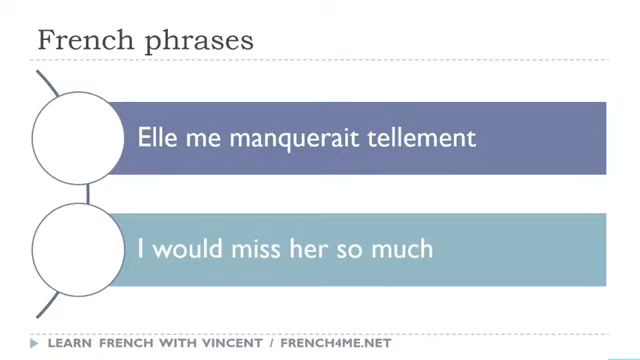 French phrases
Elle me manquerait tellement
I would miss her so much
LEARN FRENCH WITH VINCENT / FRENCH4ME.NET